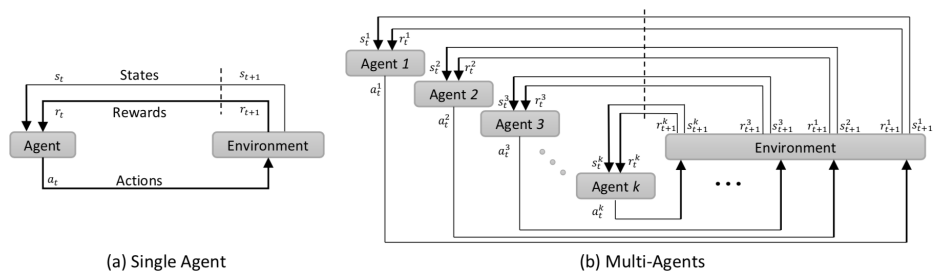 s_t States s_{t+1}
r_t Rewards r_{t+1}
Agent Environment
a_t Actions
(a) Single Agent
s_t^1 r_t^1
Agent 1
a_t^1
s_t^2 r_t^2
Agent 2
a_t^2
s_t^3 r_t^3
Agent 3
a_t^3
s_t^k r_t^k
Agent k
a_t^k
r_{t+1}^k s_{t+1}^k r_{t+1}^3 s_{t+1}^3 r_{t+1}^1 s_{t+1}^2 r_{t+1}^1 s_{t+1}^1
Environment
(b) Multi-Agents